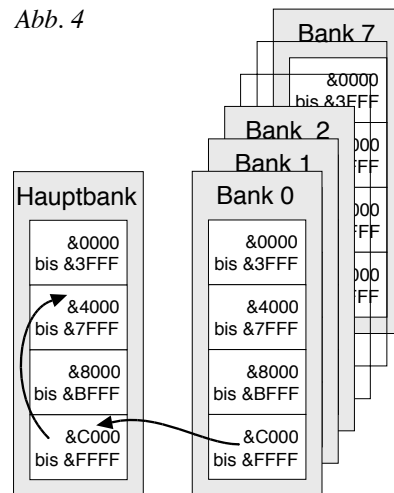 Abb. 4
Bank 7
&0000
bis &3FFF
Bank 2
Bank 1
Hauptbank
Bank 0
&0000
bis &3FFF
&4000
bis &7FFF
&8000
bis &BFFF
&C000
bis &FFFF
&0000
bis &3FFF
&4000
bis &7FFF
&8000
bis &BFFF
&C000
bis &FFFF